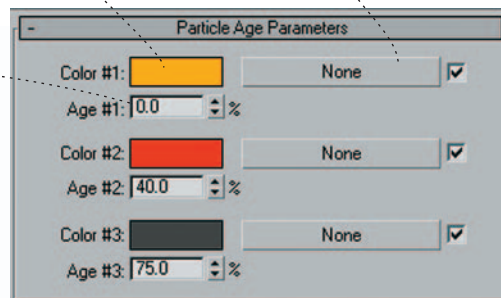 - Particle Age Parameters
Color #1: None
Age #1: 0.0 %
Color #2: None
Age #2: 40.0 %
Color #3: None
Age #3: 75.0 %